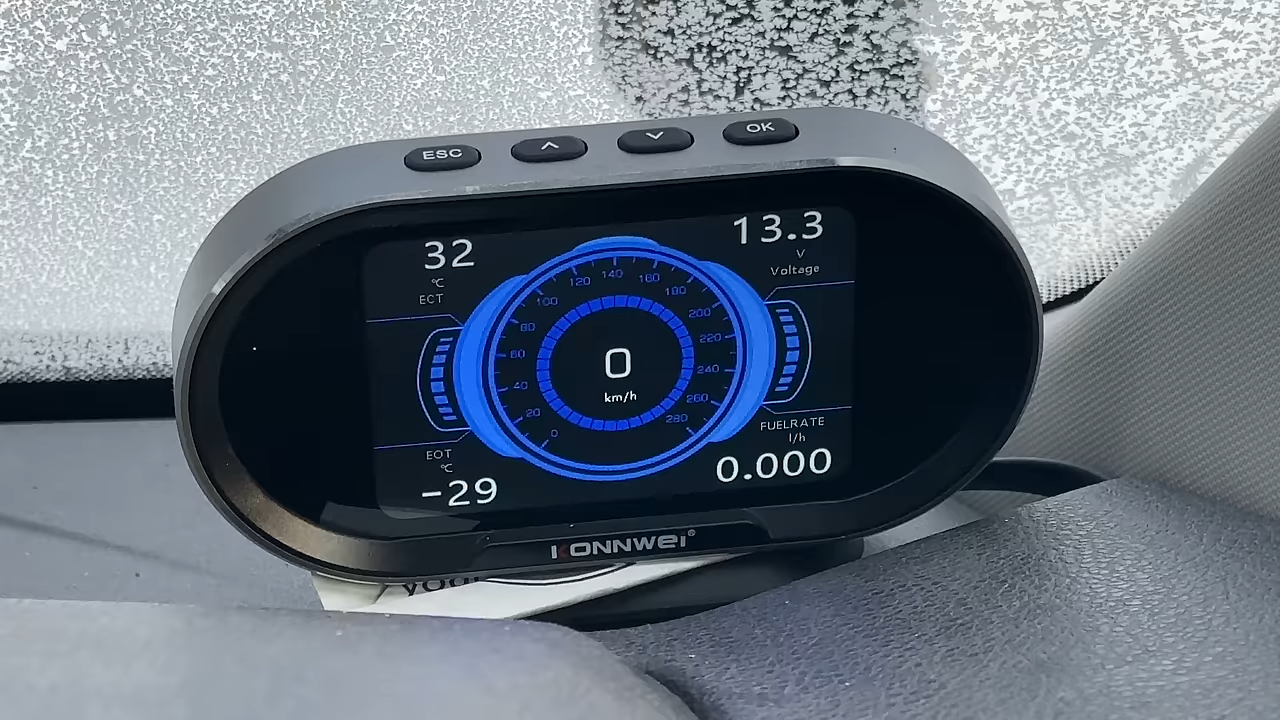 ESC
OK
32
℃
ECT
13.3
V
Voltage
0
20
40
60
80
100
120
140
160
180
200
220
240
260
280
0
km/h
EOT
℃
-29
FUELRATE
l/h
0.000
KONNWEI®
your